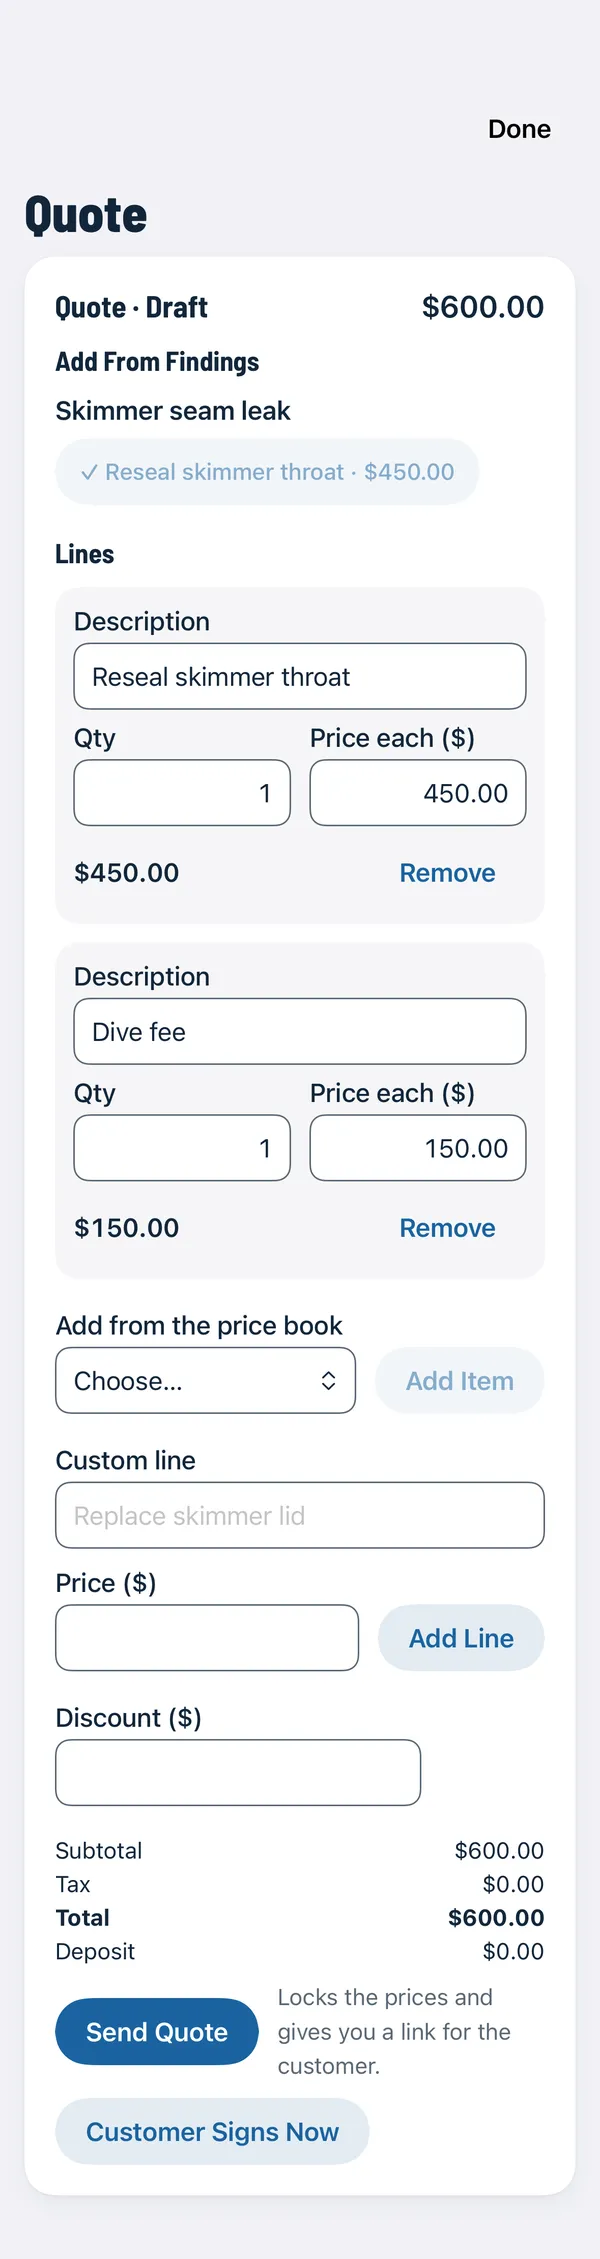 Done
Quote
Quote · Draft $600.00
Add From Findings
Skimmer seam leak
✓ Reseal skimmer throat · $450.00
Lines
Description
Reseal skimmer throat
Qty Price each ($)
1 450.00
$450.00 Remove
Description
Dive fee
Qty Price each ($)
1 150.00
$150.00 Remove
Add from the price book
Choose... Add Item
Custom line
Replace skimmer lid
Price ($)
Add Line
Discount ($)
Subtotal $600.00
Tax $0.00
Total $600.00
Deposit $0.00
Send Quote
Locks the prices and
gives you a link for the
customer.
Customer Signs Now